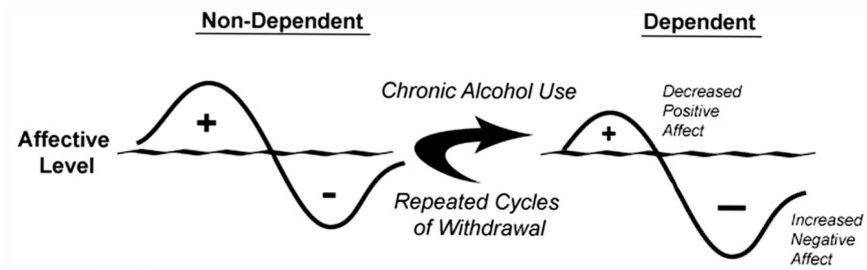 Non-Dependent
Dependent
Affective
Level
+
-
Chronic Alcohol Use
Repeated Cycles
of Withdrawal
+
Decreased
Positive
Affect
—
Increased
Negative
Affect